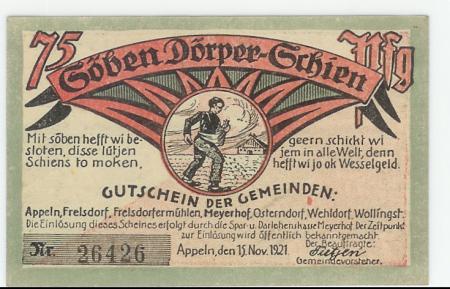 75 Pfg
Söben Dörper-Schien
Mit söben hefft wi be-
sloten, disse lütjen
Schiens to moken,
geern schickt wi
jem in alle Welt, denn
hefft wi jo ok Wesselgeld.
GUTSCHEIN DER GEMEINDEN:
Appeln, Frelsdorf, Frelsdorfermühlen, Meyerhof, Osterndorf, Wehldorf, Wollingst.
Die Einlösung dieses Scheines erfolgt durch die Spar- u. Darlehenskasse Meyerhof. Der Zeitpunkt
zur Einlösung wird öffentlich bekanntgemacht.
Nr. 26426
Appeln, den 15. Nov. 1921.
Der Beauftragte:
Gemeindevorsteher.